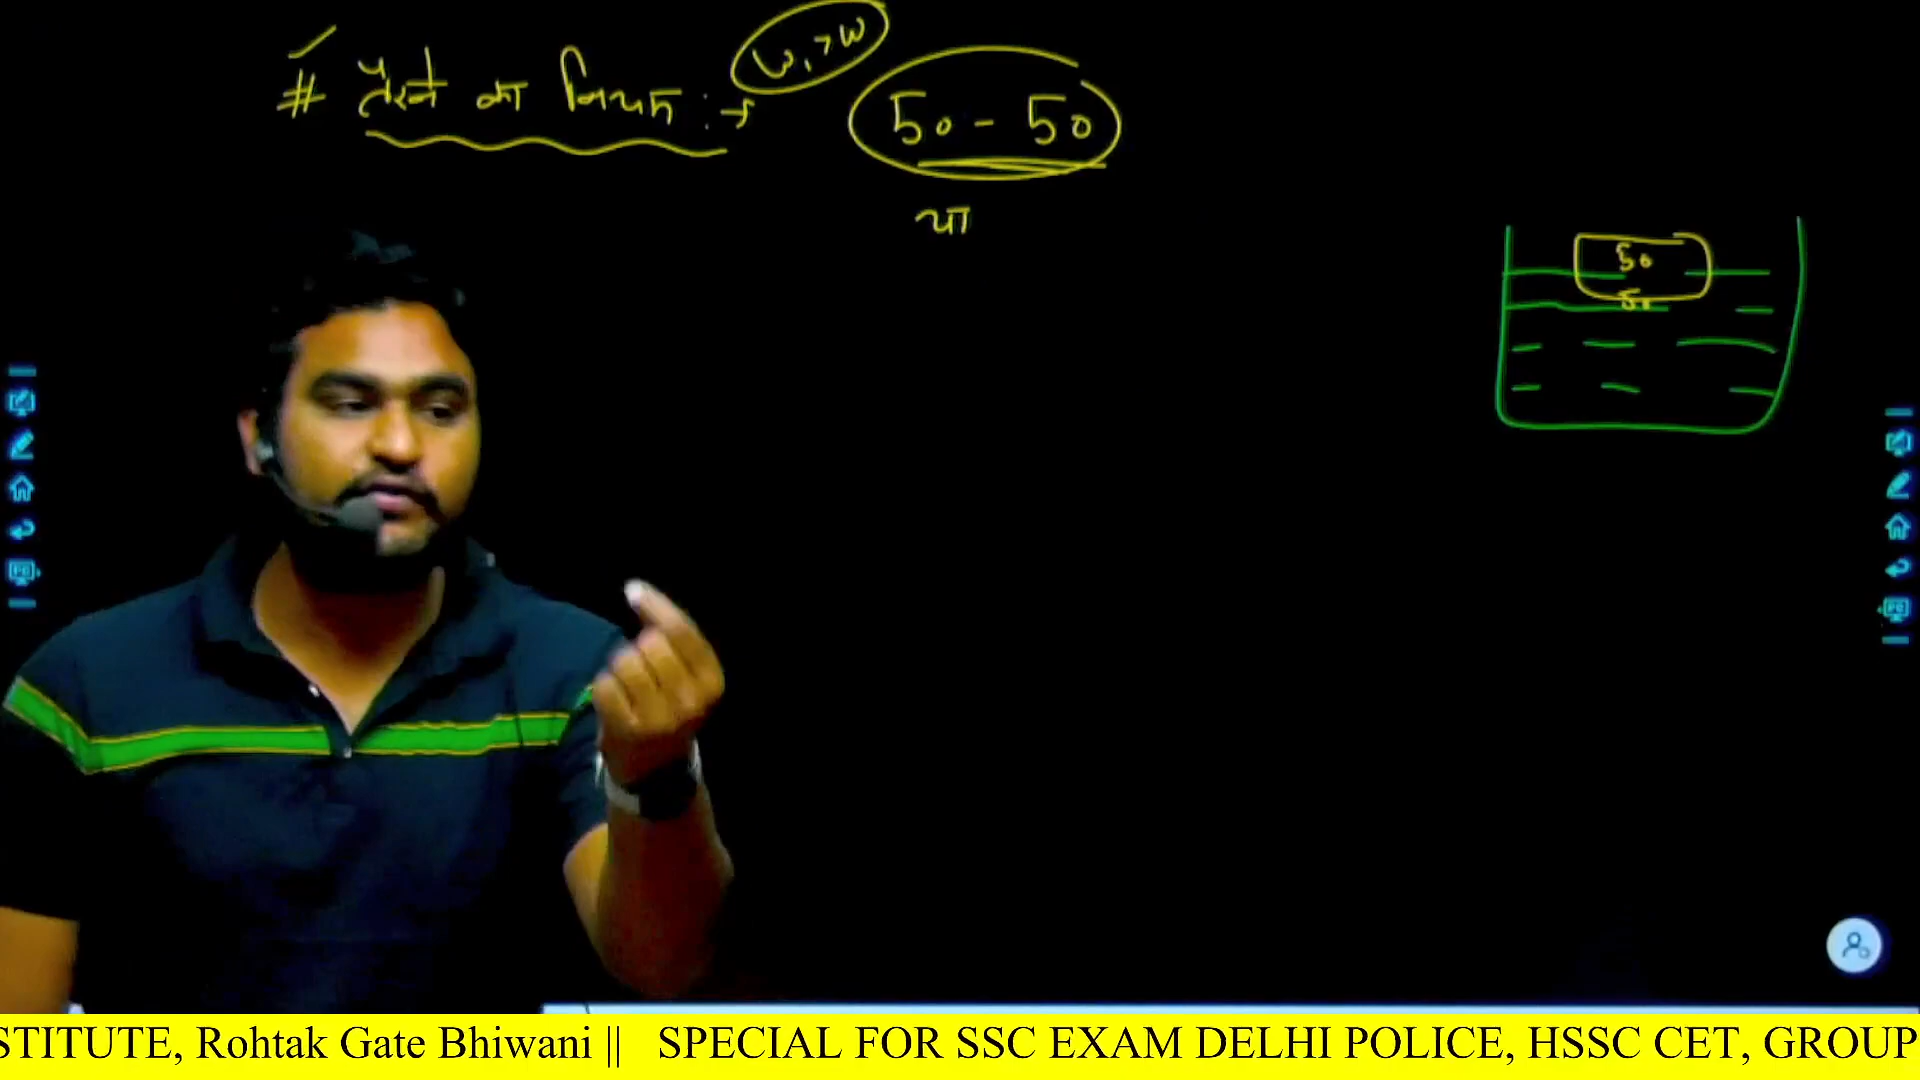 # तैरने का नियम :→ W₁ > W
50 - 50
या
50
50
STITUTE, Rohtak Gate Bhiwani || SPECIAL FOR SSC EXAM DELHI POLICE, HSSC CET, GROUP